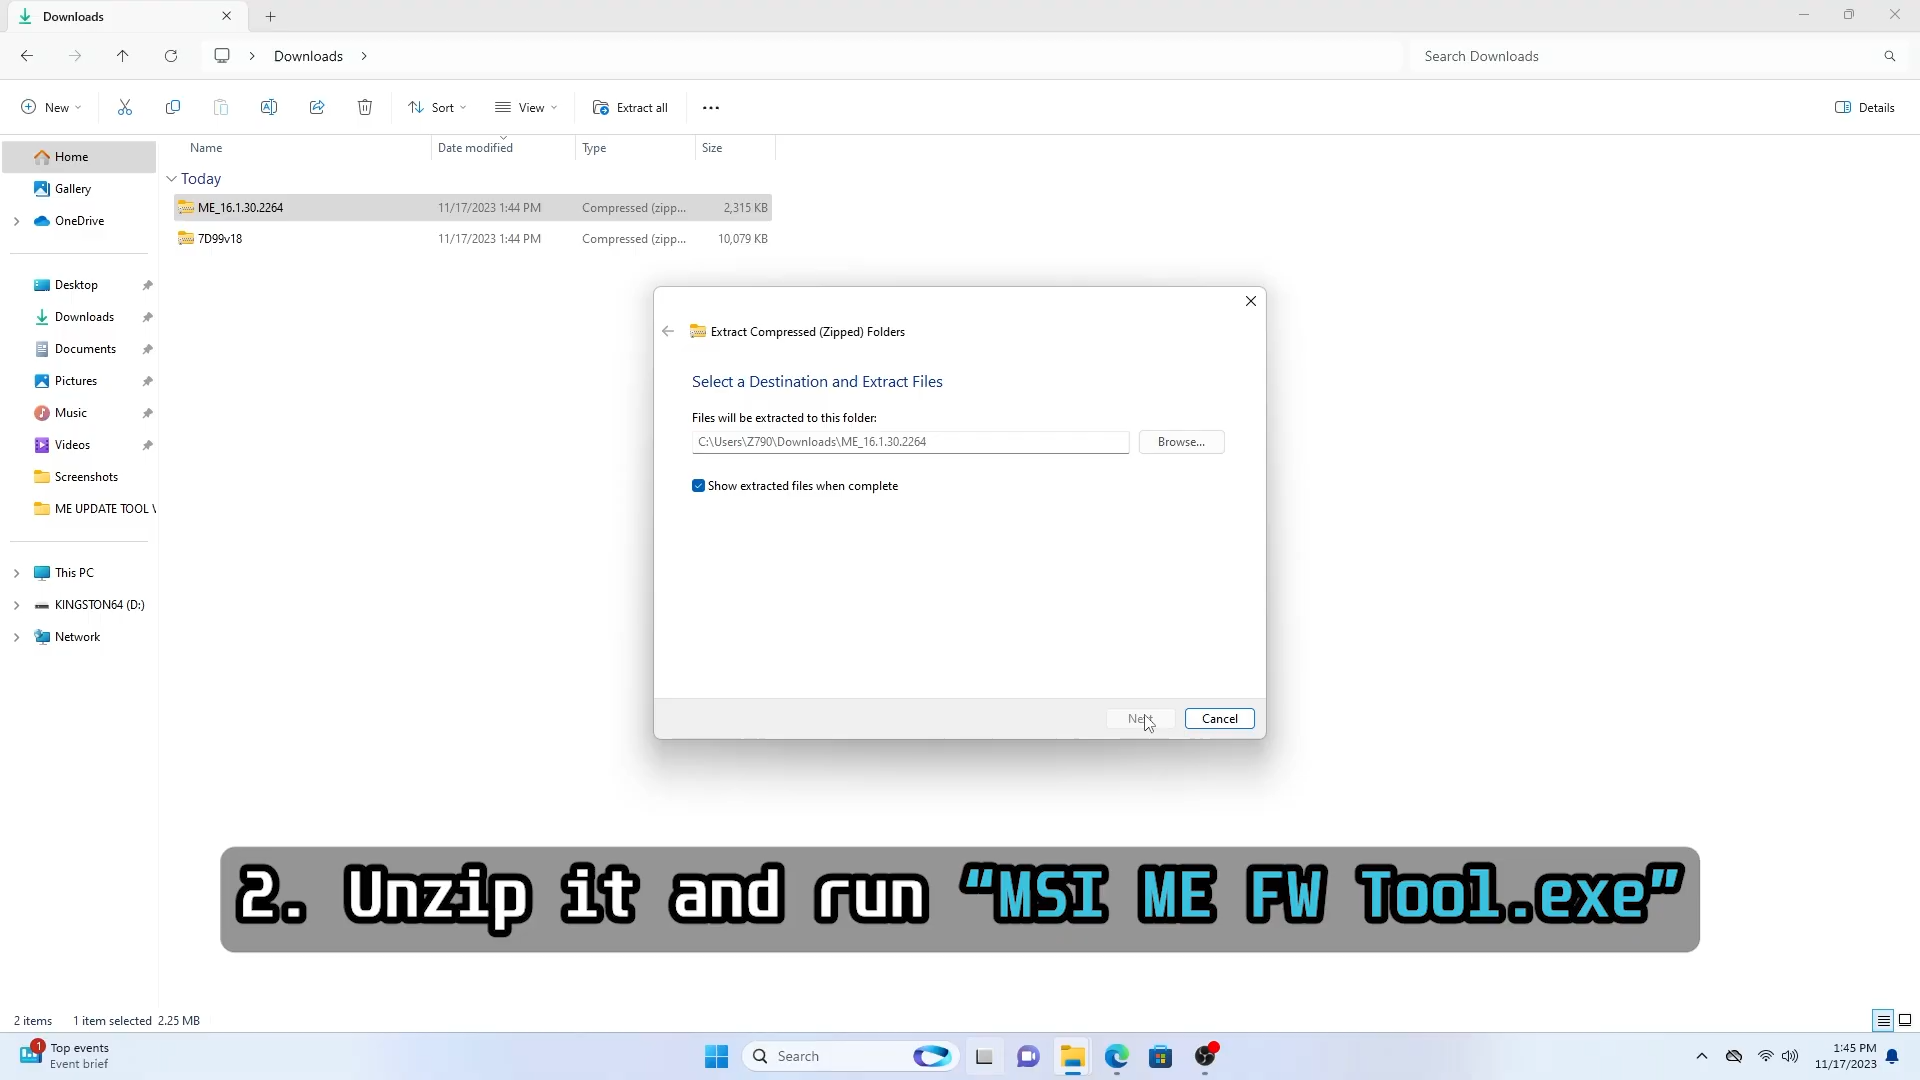 Downloads
Downloads
Search Downloads
New
Sort
View
Extract all
Details
Name
Date modified
Type
Size
Home
Gallery
OneDrive
Today
ME_16.1.30.2264
11/17/2023 1:44 PM
Compressed (zipp...
2,315 KB
7D99v18
11/17/2023 1:44 PM
Compressed (zipp...
10,079 KB
Desktop
Downloads
Documents
Pictures
Music
Videos
Screenshots
ME UPDATE TOOL
This PC
KINGSTON64 (D:)
Network
Extract Compressed (Zipped) Folders
Select a Destination and Extract Files
Files will be extracted to this folder:
C:\Users\Z790\Downloads\ME_16.1.30.2264
Browse...
Show extracted files when complete
Next
Cancel
2. Unzip it and run “MSI ME FW Tool.exe”
2 items
1 item selected 2.25 MB
1
Top events
Event brief
Search
1:45 PM
11/17/2023